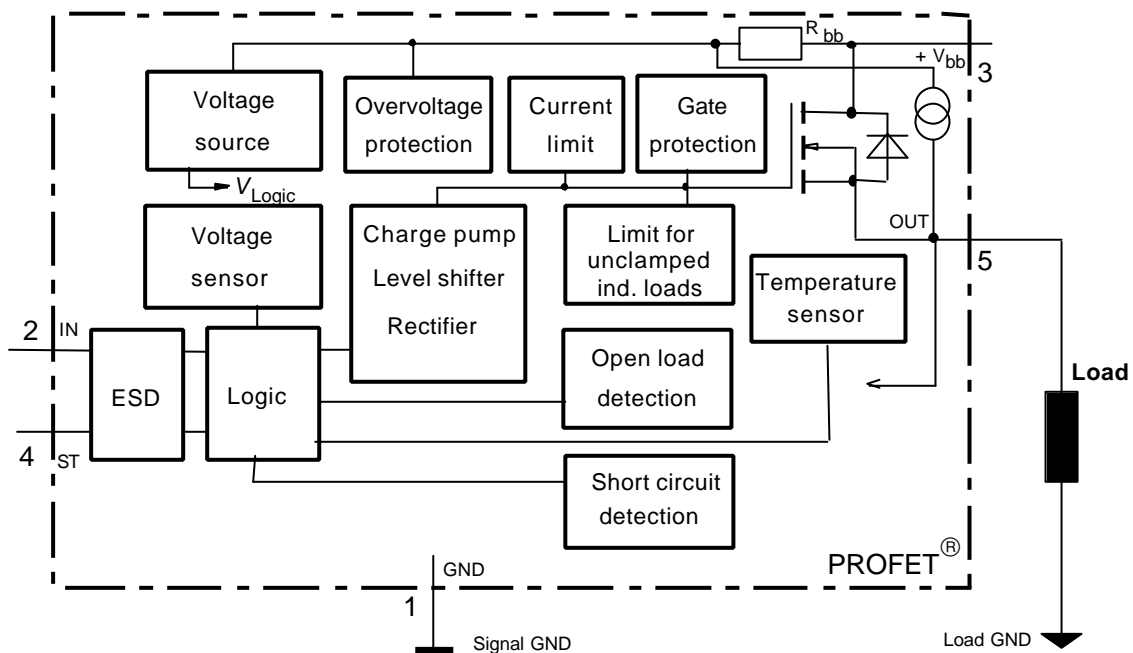 R bb
+ Vbb
3
Voltage
source
Overvoltage
protection
Current
limit
Gate
protection
VLogic
Voltage
sensor
Charge pump
Level shifter
Rectifier
Limit for
unclamped
ind. loads
OUT
5
Temperature
sensor
2
IN
ESD
Logic
Open load
detection
Load
4
ST
Short circuit
detection
PROFET®
GND
1
Signal GND
Load GND